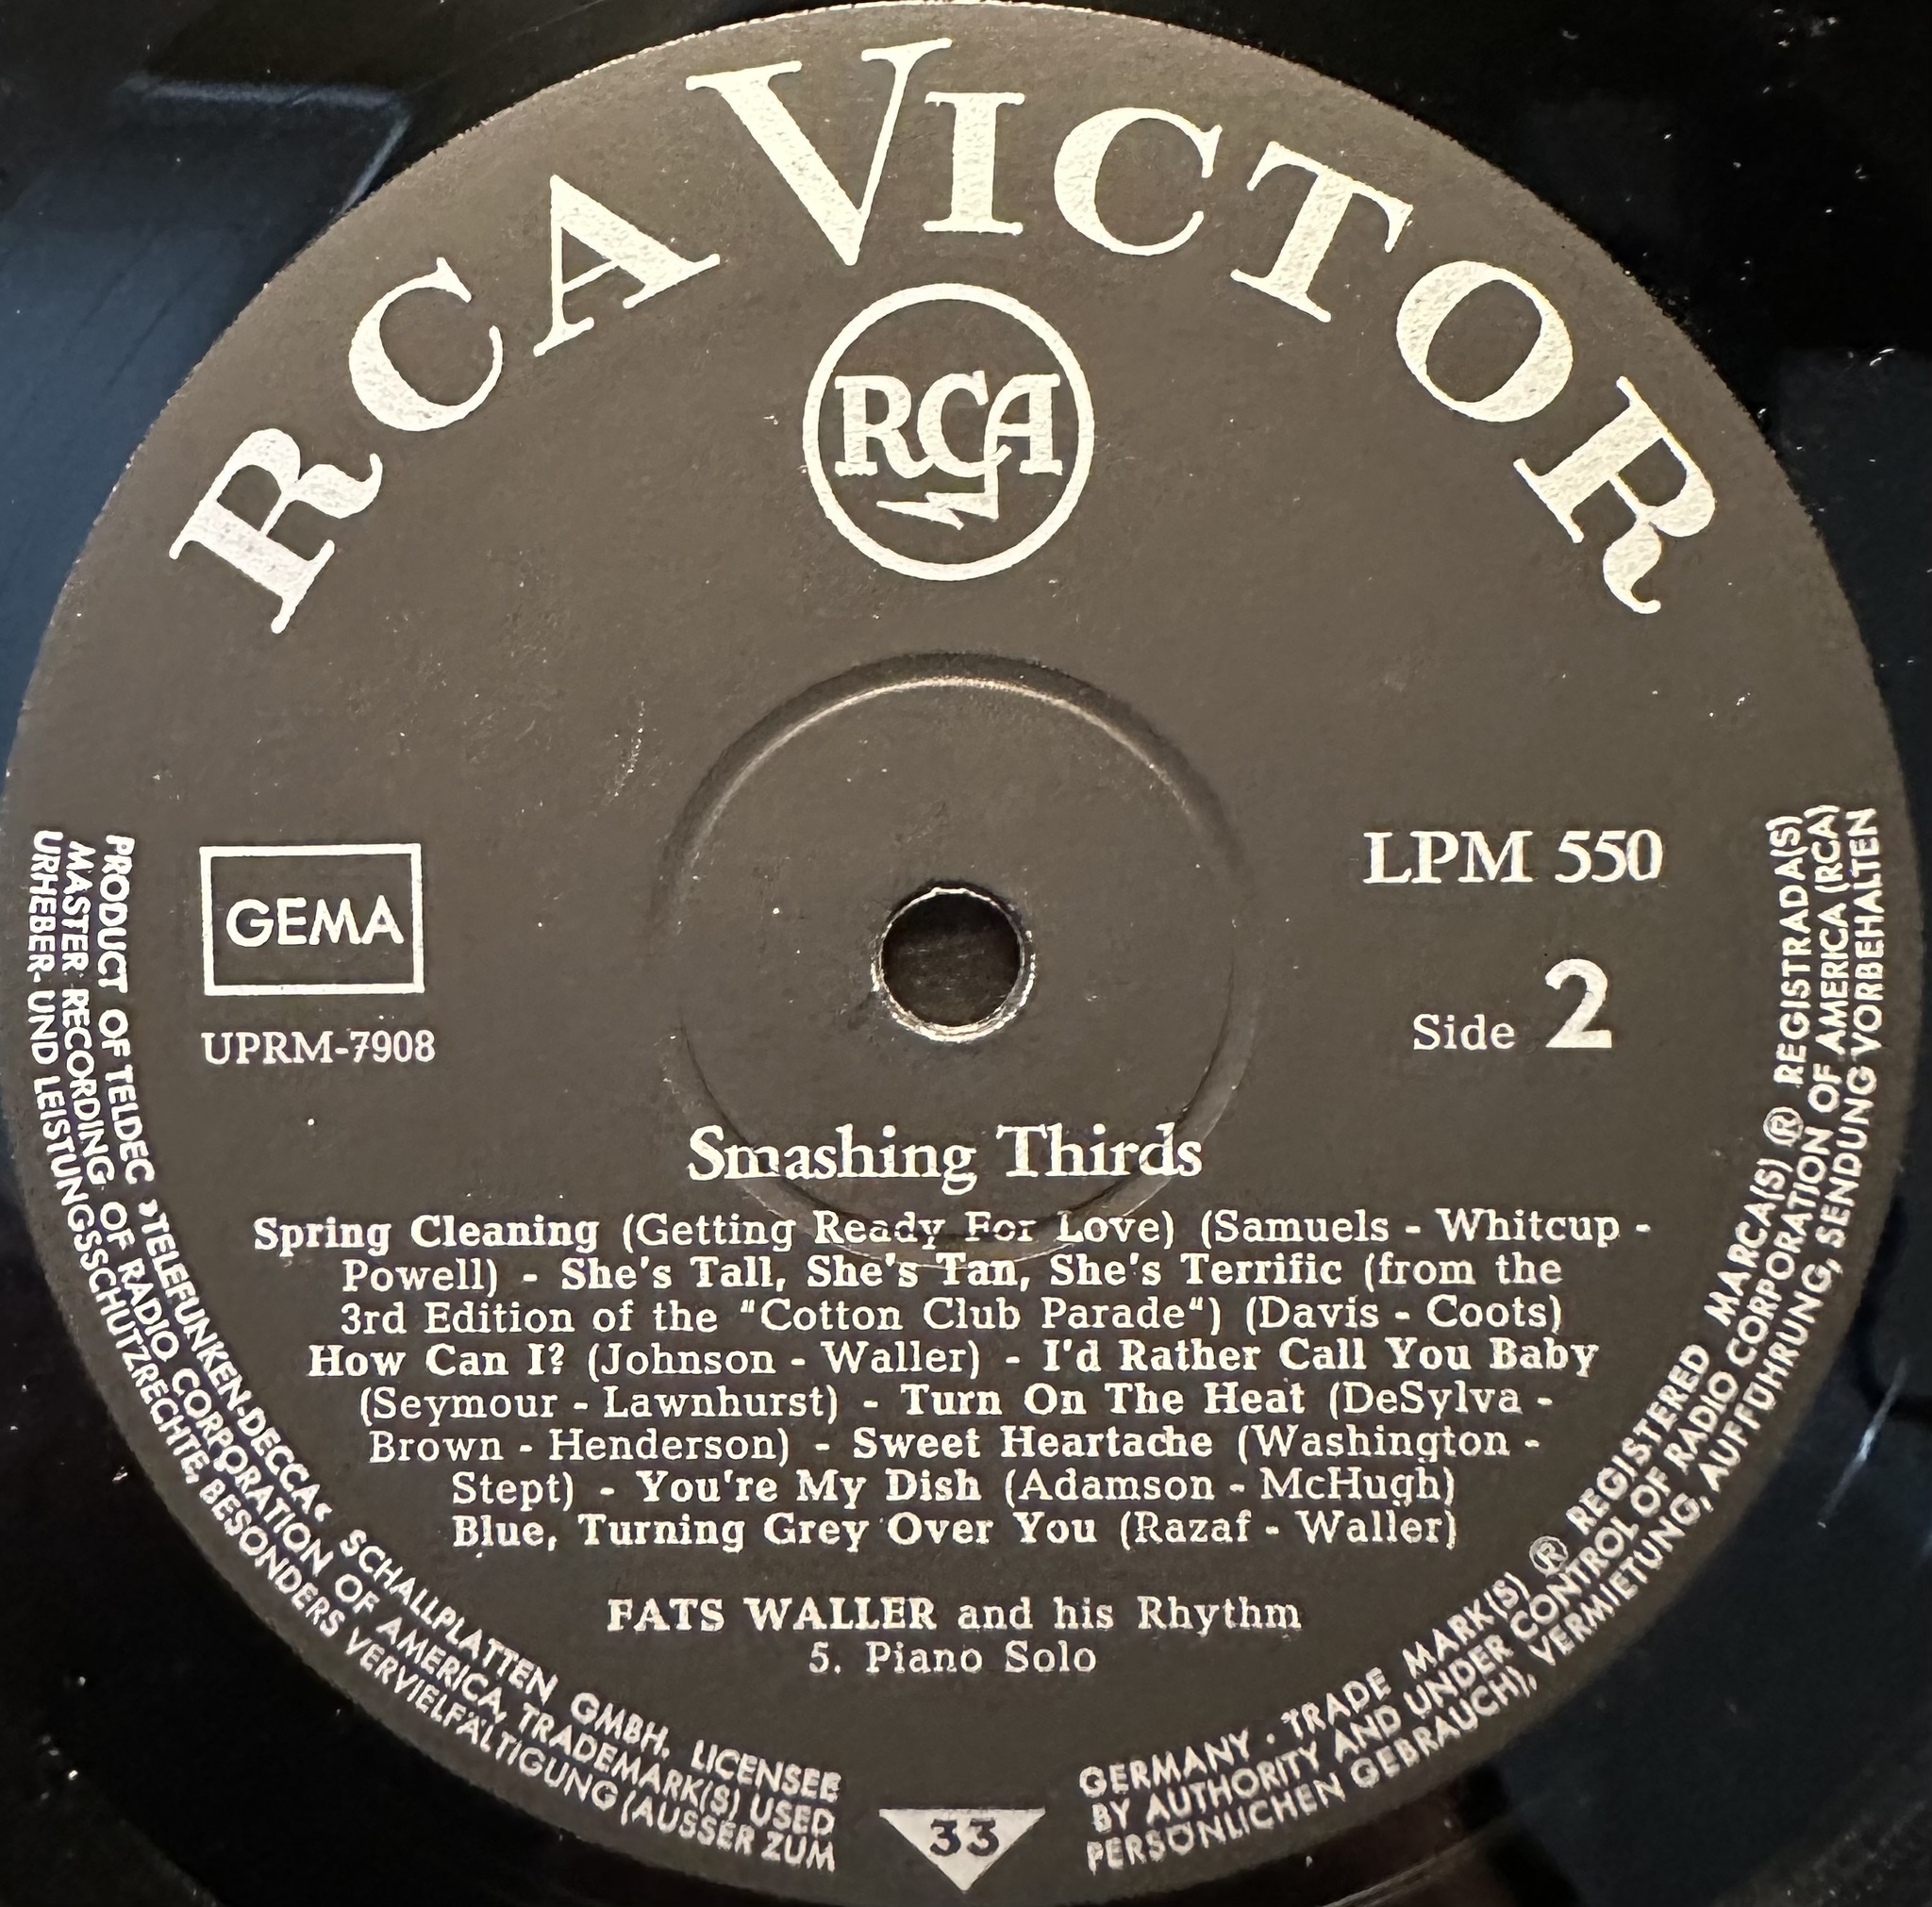 RCA VICTOR
RCA
GEMA
UPRM-7908
LPM 550
Side 2
Smashing Thirds
Spring Cleaning (Getting Ready For Love) (Samuels - Whitcup -
Powell) - She's Tall, She's Tan, She's Terrific (from the
3rd Edition of the "Cotton Club Parade") (Davis - Coots)
How Can I? (Johnson - Waller) - I'd Rather Call You Baby
(Seymour - Lawnhurst) - Turn On The Heat (DeSylva -
Brown - Henderson) - Sweet Heartache (Washington -
Stept) - You're My Dish (Adamson - McHugh)
Blue, Turning Grey Over You (Razaf - Waller)
FATS WALLER and his Rhythm
5. Piano Solo
PRODUCT OF TELDEC »TELEFUNKEN-DECCA« SCHALLPLATTEN GMBH. LICENSEE
MASTER RECORDING OF RADIO CORPORATION OF AMERICA, TRADEMARK(S) USED
URHEBER- UND LEISTUNGSSCHUTZRECHTE, BESONDERS VERVIELFÄLTIGUNG (AUSSER ZUM
33
GERMANY · TRADE MARK(S) ® REGISTERED MARCA(S) ® REGISTRADA(S)
BY AUTHORITY AND UNDER CONTROL OF RADIO CORPORATION OF AMERICA (RCA)
PERSÖNLICHEN GEBRAUCH), VERMIETUNG, AUFFÜHRUNG, SENDUNG VORBEHALTEN